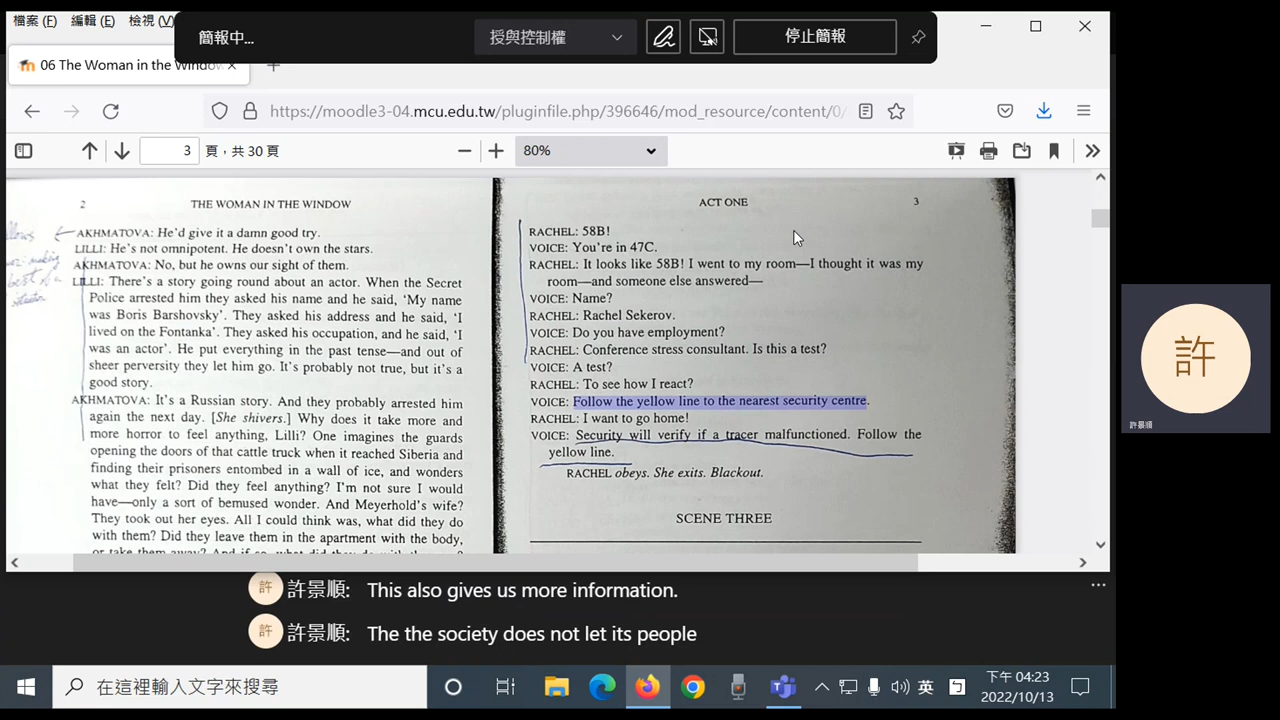 檔案 (F) 編輯 (E) 檢視 (V)
簡報中...
授與控制權
停止簡報
06 The Woman in the Window
https://moodle3-04.mcu.edu.tw/pluginfile.php/396646/mod_resource/content/0/
3 頁，共 30 頁
80%
2 THE WOMAN IN THE WINDOW
AKHMATOVA: He'd give it a damn good try.
LILLI: He's not omnipotent. He doesn't own the stars.
AKHMATOVA: No, but he owns our sight of them.
LILLI: There's a story going round about an actor. When the Secret
Police arrested him they asked his name and he said, 'My name
was Boris Barshovsky'. They asked his address and he said, 'I
lived on the Fontanka'. They asked his occupation, and he said, 'I
was an actor'. He put everything in the past tense—and out of
sheer perversity they let him go. It's probably not true, but it's a
good story.
AKHMATOVA: It's a Russian story. And they probably arrested him
again the next day. [She shivers.] Why does it take more and
more horror to feel anything, Lilli? One imagines the guards
opening the doors of that cattle truck when it reached Siberia and
finding their prisoners entombed in a wall of ice, and wonders
what they felt? Did they feel anything? I'm not sure I would
have—only a sort of bemused wonder. And Meyerhold's wife?
They took out her eyes. All I could think was, what did they do
with them? Did they leave them in the apartment with the body,
or take them away? And if so, what did they do with them?
ACT ONE 3
RACHEL: 58B!
VOICE: You're in 47C.
RACHEL: It looks like 58B! I went to my room—I thought it was my
room—and someone else answered—
VOICE: Name?
RACHEL: Rachel Sekerov.
VOICE: Do you have employment?
RACHEL: Conference stress consultant. Is this a test?
VOICE: A test?
RACHEL: To see how I react?
VOICE: Follow the yellow line to the nearest security centre.
RACHEL: I want to go home!
VOICE: Security will verify if a tracer malfunctioned. Follow the
yellow line.
RACHEL obeys. She exits. Blackout.
SCENE THREE
許
許景順
許 許景順: This also gives us more information.
許 許景順: The the society does not let its people
在這裡輸入文字來搜尋
英
下午 04:23
2022/10/13